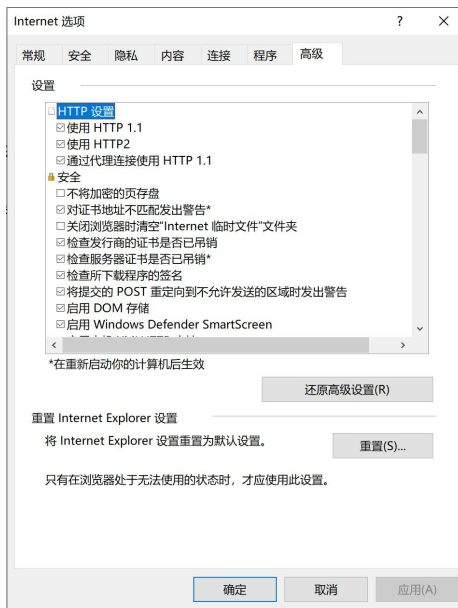 Internet 选项
?
常规 安全 隐私 内容 连接 程序 高级
设置
HTTP 设置
使用 HTTP 1.1
使用 HTTP2
通过代理连接使用 HTTP 1.1
安全
不将加密的页存盘
对证书地址不匹配发出警告*
关闭浏览器时清空“Internet 临时文件”文件夹
检查发行商的证书是否已吊销
检查服务器证书是否已吊销*
检查所下载程序的签名
将提交的 POST 重定向到不允许发送的区域时发出警告
启用 DOM 存储
启用 Windows Defender SmartScreen
*在重新启动你的计算机后生效
还原高级设置(R)
重置 Internet Explorer 设置
将 Internet Explorer 设置重置为默认设置。
重置(S)...
只有在浏览器处于无法使用的状态时，才应使用此设置。
确定 取消 应用(A)